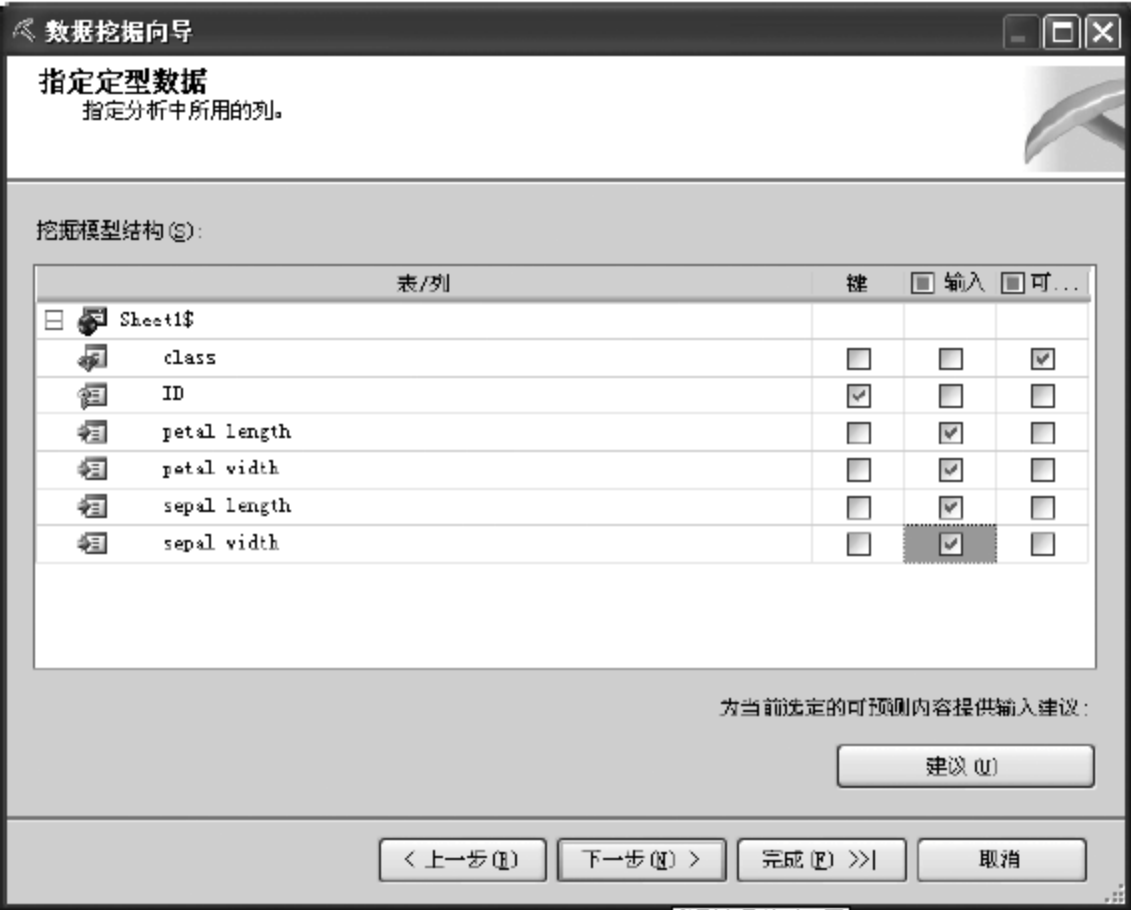 数据挖掘向导
指定定型数据
指定分析中所用的列。
挖掘模型结构(S):
表/列 键 输入 可...
Sheet1$
class
ID
petal length
petal width
sepal length
sepal width
为当前选定的可预测内容提供输入建议:
建议(U)
< 上一步(B) 下一步(N) > 完成(F) >>| 取消